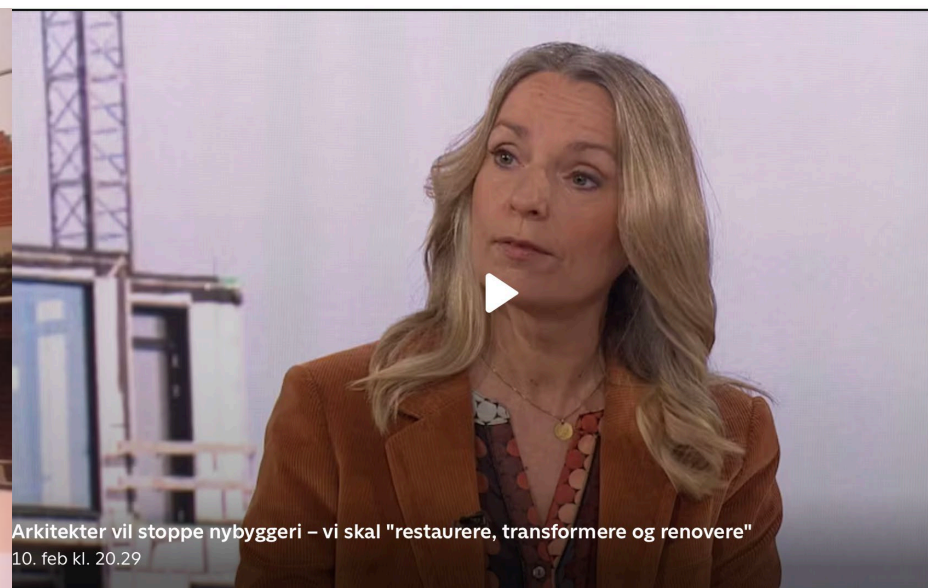 Arkitekter vil stoppe nybyggeri – vi skal "restaurere, transformere og renovere"
10. feb kl. 20.29